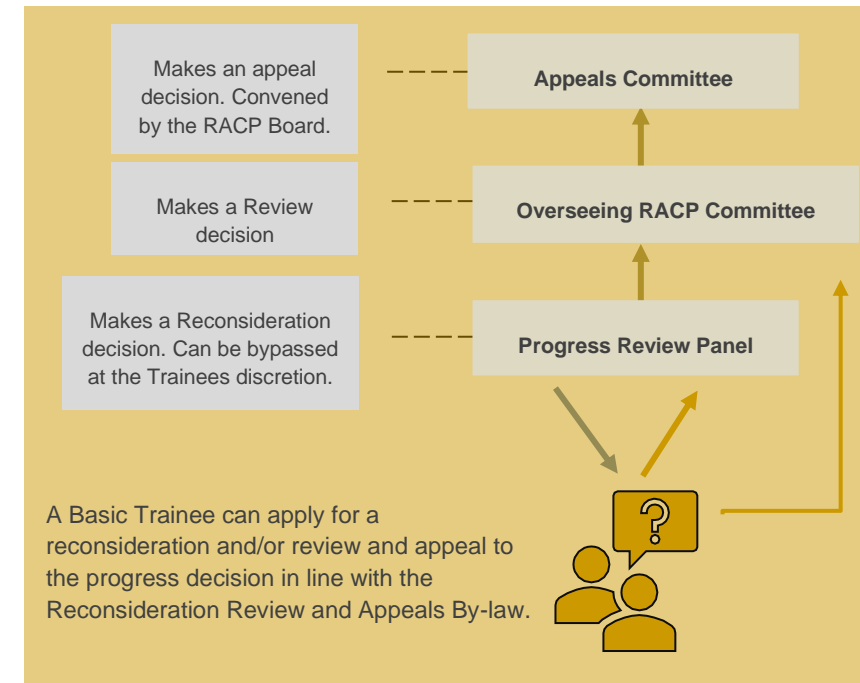 Makes an appeal
decision. Convened
by the RACP Board.
Appeals Committee
Makes a Review
decision
Overseeing RACP Committee
Makes a Reconsideration
decision. Can be bypassed
at the Trainees discretion.
Progress Review Panel
?
A Basic Trainee can apply for a
reconsideration and/or review and appeal to
the progress decision in line with the
Reconsideration Review and Appeals By-law.